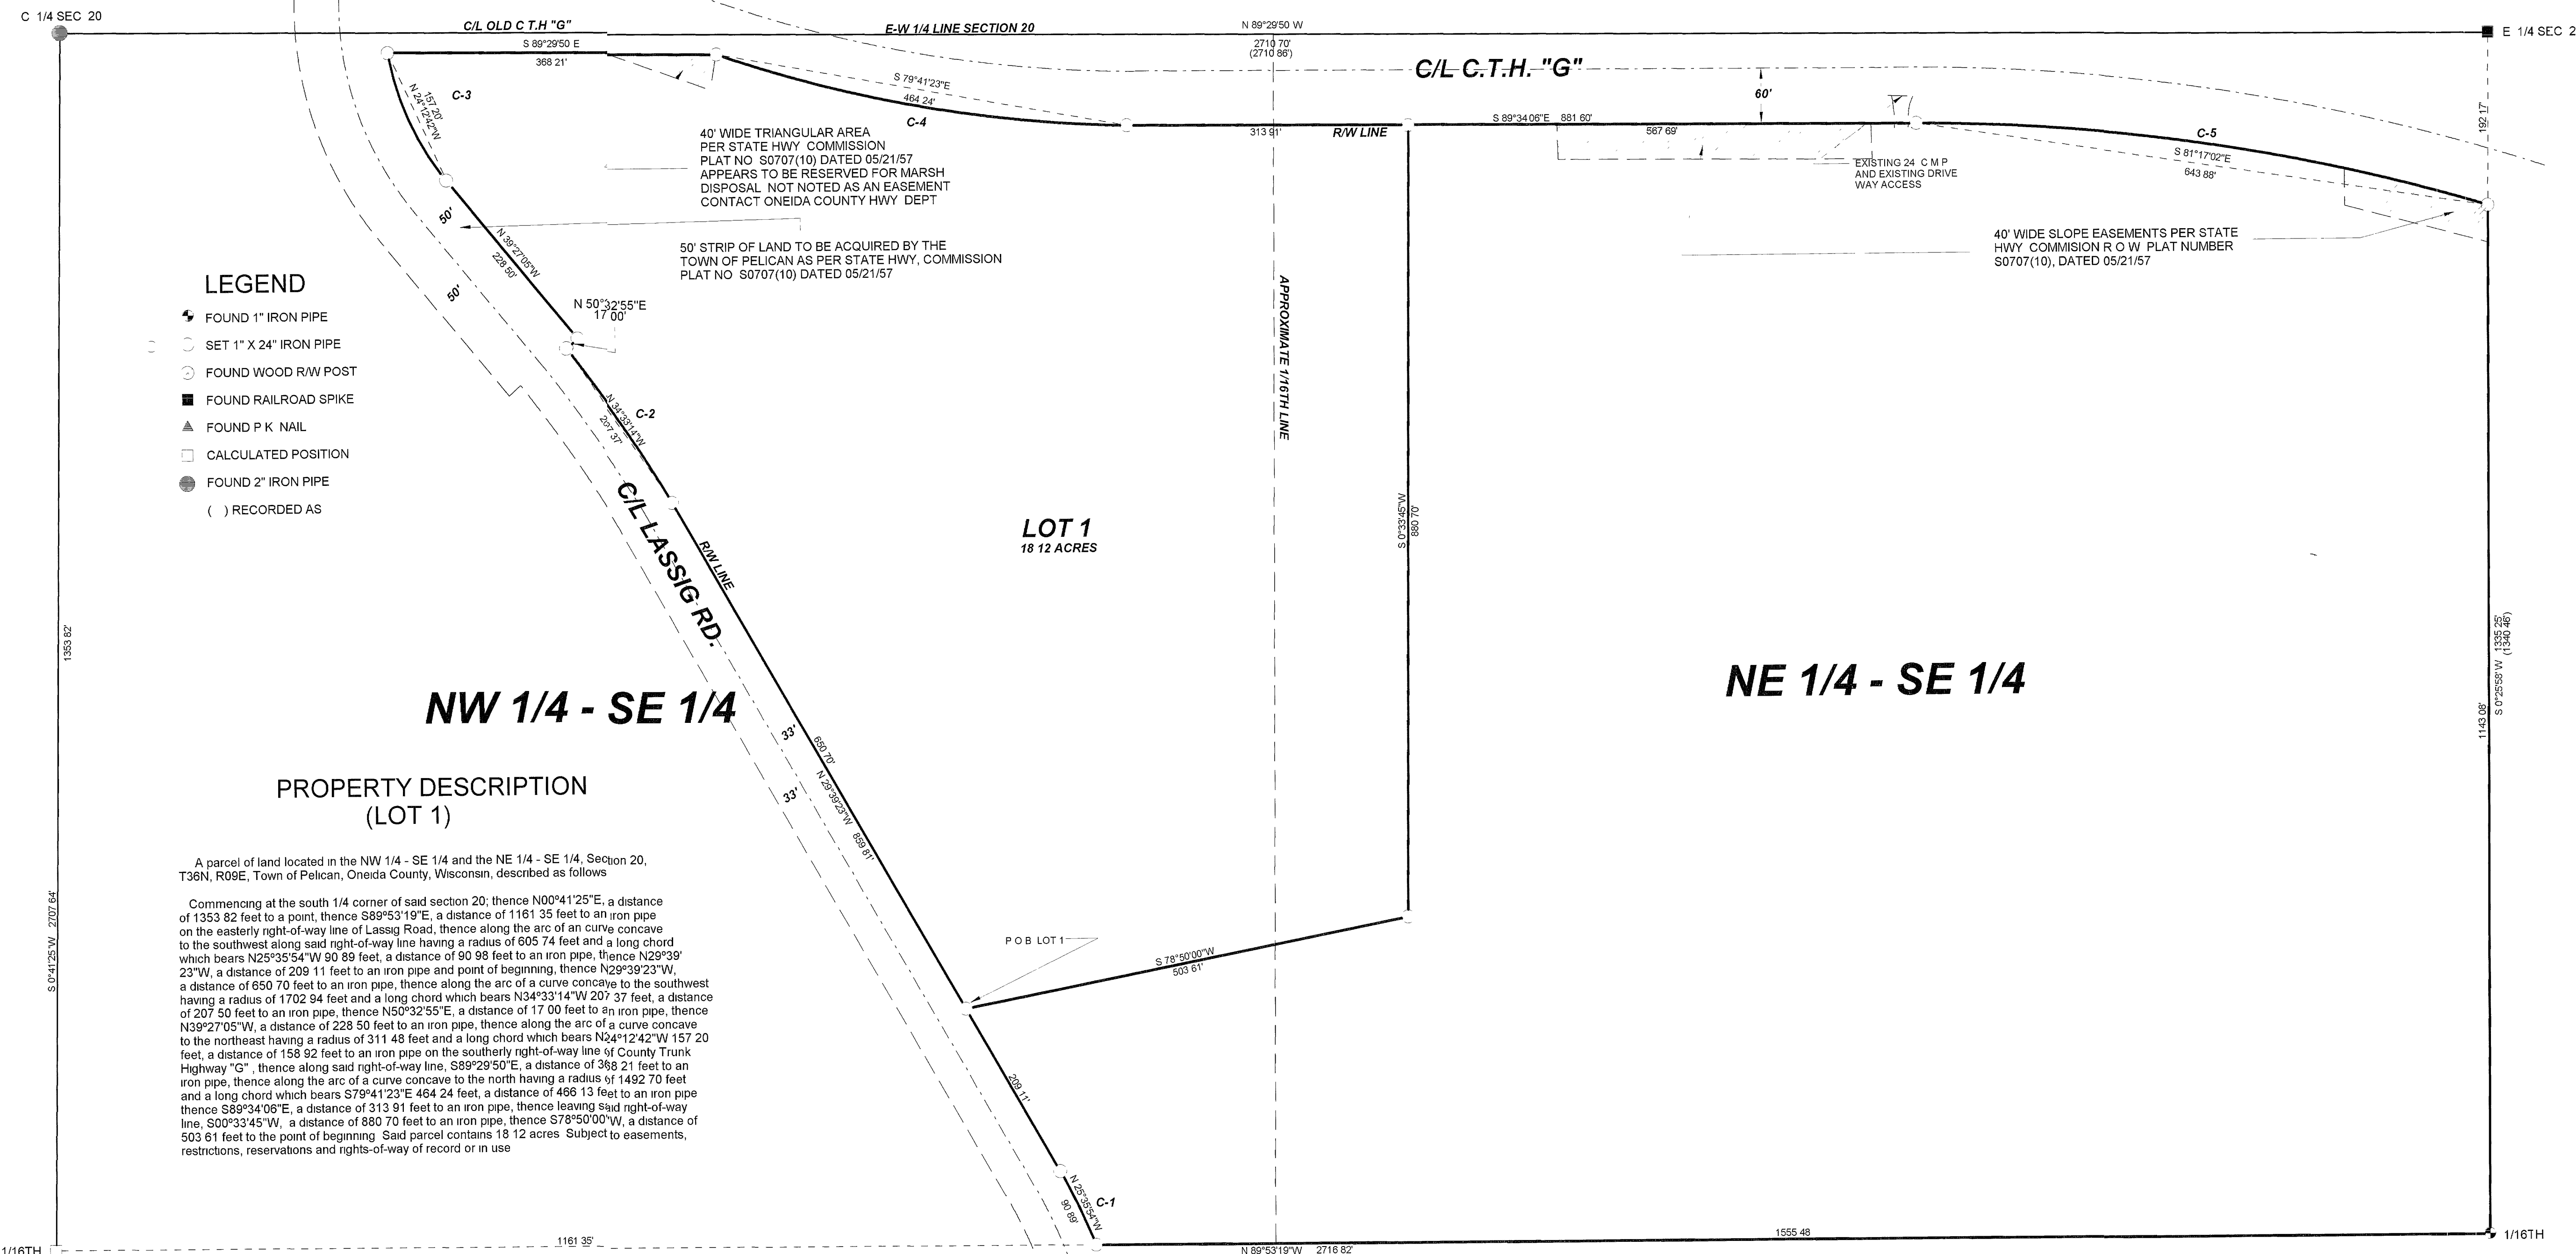 C 1/4 SEC 20
C/L OLD C T.H "G"
E-W 1/4 LINE SECTION 20
N 89°29'50 W
2710 70'
(2710 86')
E 1/4 SEC 2
S 89°29'50 E
368 21'
C/L C.T.H. "G"
60'
192 17'
C-3
157 20'
N 24°12'42"W
S 79°41'23"E
464 24'
C-4
313 91'
R/W LINE
S 89°34 06"E 881 60'
567 69'
C-5
S 81°17'02"E
643 88'
40' WIDE TRIANGULAR AREA
PER STATE HWY COMMISSION
PLAT NO S0707(10) DATED 05/21/57
APPEARS TO BE RESERVED FOR MARSH
DISPOSAL NOT NOTED AS AN EASEMENT
CONTACT ONEIDA COUNTY HWY DEPT
EXISTING 24 C M P
AND EXISTING DRIVE
WAY ACCESS
50'
50'
N 39°27'05"W
228 50'
50' STRIP OF LAND TO BE ACQUIRED BY THE
TOWN OF PELICAN AS PER STATE HWY, COMMISSION
PLAT NO S0707(10) DATED 05/21/57
40' WIDE SLOPE EASEMENTS PER STATE
HWY COMMISION R O W PLAT NUMBER
S0707(10), DATED 05/21/57
LEGEND
FOUND 1" IRON PIPE
SET 1" X 24" IRON PIPE
FOUND WOOD R/W POST
FOUND RAILROAD SPIKE
FOUND P K NAIL
CALCULATED POSITION
FOUND 2" IRON PIPE
( ) RECORDED AS
N 50°32'55"E
17 00'
N 34°33'14"W
207 37'
C-2
APPROXIMATE 1/16TH LINE
C/L LASSIG RD.
R/W LINE
LOT 1
18 12 ACRES
S 0°33'45"W
880 70'
1353 82'
S 0°41'25"W 2707 64'
NW 1/4 - SE 1/4
NE 1/4 - SE 1/4
1143 08'
S 0°25'58" W 1335 25'
(1340 46')
33'
33'
650 70'
N 29°39'23"W 859 81'
PROPERTY DESCRIPTION
(LOT 1)
A parcel of land located in the NW 1/4 - SE 1/4 and the NE 1/4 - SE 1/4, Section 20,
T36N, R09E, Town of Pelican, Oneida County, Wisconsin, described as follows
Commencing at the south 1/4 corner of said section 20; thence N00°41'25"E, a distance
of 1353 82 feet to a point, thence S89°53'19"E, a distance of 1161 35 feet to an iron pipe
on the easterly right-of-way line of Lassig Road, thence along the arc of an curve concave
to the southwest along said right-of-way line having a radius of 605 74 feet and a long chord
which bears N25°35'54"W 90 89 feet, a distance of 90 98 feet to an iron pipe, thence N29°39'
23"W, a distance of 209 11 feet to an iron pipe and point of beginning, thence N29°39'23"W,
a distance of 650 70 feet to an iron pipe, thence along the arc of a curve concave to the southwest
having a radius of 1702 94 feet and a long chord which bears N34°33'14"W 207 37 feet, a distance
of 207 50 feet to an iron pipe, thence N50°32'55"E, a distance of 17 00 feet to an iron pipe, thence
N39°27'05"W, a distance of 228 50 feet to an iron pipe, thence along the arc of a curve concave
to the northeast having a radius of 311 48 feet and a long chord which bears N24°12'42"W 157 20
feet, a distance of 158 92 feet to an iron pipe on the southerly right-of-way line of County Trunk
Highway "G" , thence along said right-of-way line, S89°29'50"E, a distance of 368 21 feet to an
iron pipe, thence along the arc of a curve concave to the north having a radius of 1492 70 feet
and a long chord which bears S79°41'23"E 464 24 feet, a distance of 466 13 feet to an iron pipe
thence S89°34'06"E, a distance of 313 91 feet to an iron pipe, thence leaving said right-of-way
line, S00°33'45"W, a distance of 880 70 feet to an iron pipe, thence S78°50'00"W, a distance of
503 61 feet to the point of beginning Said parcel contains 18 12 acres Subject to easements,
restrictions, reservations and rights-of-way of record or in use
P O B LOT 1
S 78°50'00"W
503 61'
209 11'
N 25°35'54"W
90 89'
C-1
1/16TH
1161 35'
N 89°53'19"W 2716 82'
1555 48
1/16TH